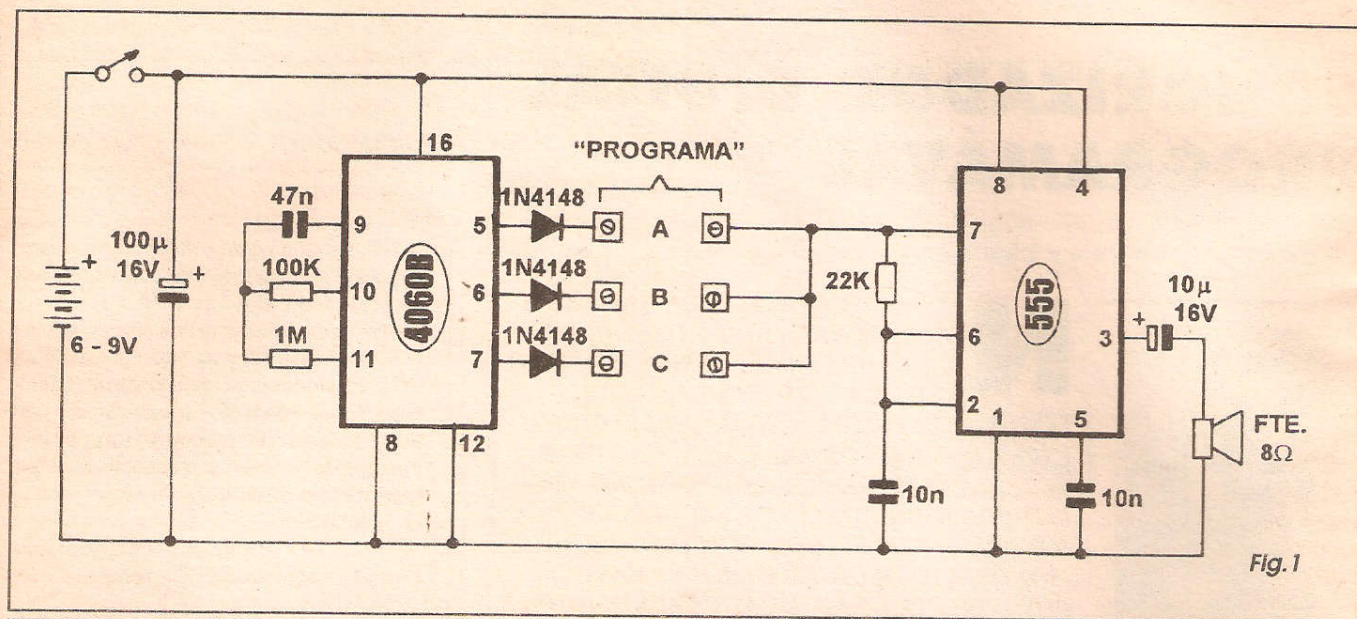 16
"PROGRAMA"
8
4
47n
9
5
1N4148
A
7
100µ
16V
+
+
100K
10
4060B
6
1N4148
B
22K
555
10µ
16V
+
6 - 9V
1M
11
7
1N4148
C
6
3
2
8
12
1
5
FTE.
8Ω
10n
10n
Fig.1